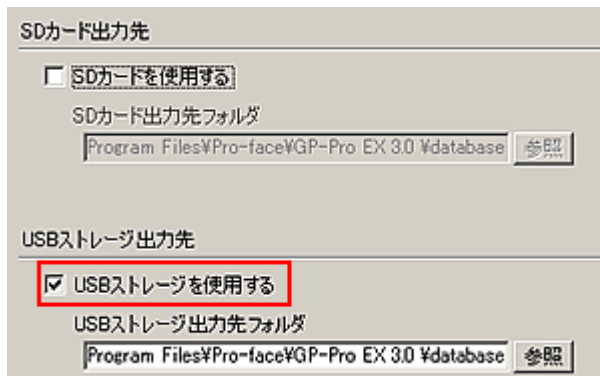 SDカード出力先
SDカードを使用する
SDカード出力先フォルダ
Program Files¥Pro-face¥GP-Pro EX 3.0 ¥database 参照
USBストレージ出力先
USBストレージを使用する
USBストレージ出力先フォルダ
Program Files¥Pro-face¥GP-Pro EX 3.0 ¥database 参照